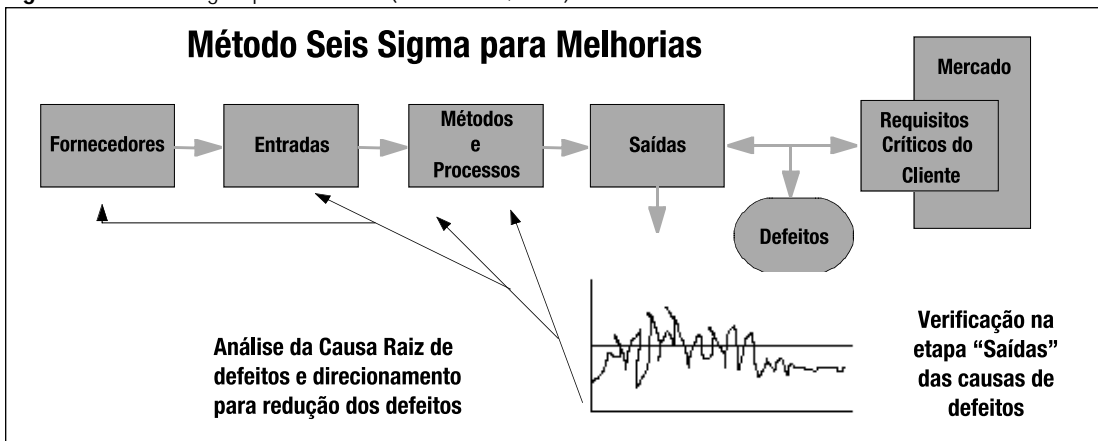 Método Seis Sigma para Melhorias
Mercado
Fornecedores
Entradas
Métodos
e
Processos
Saídas
Requisitos
Críticos do
Cliente
Defeitos
Análise da Causa Raiz de
defeitos e direcionamento
para redução dos defeitos
Verificação na
etapa “Saídas”
das causas de
defeitos